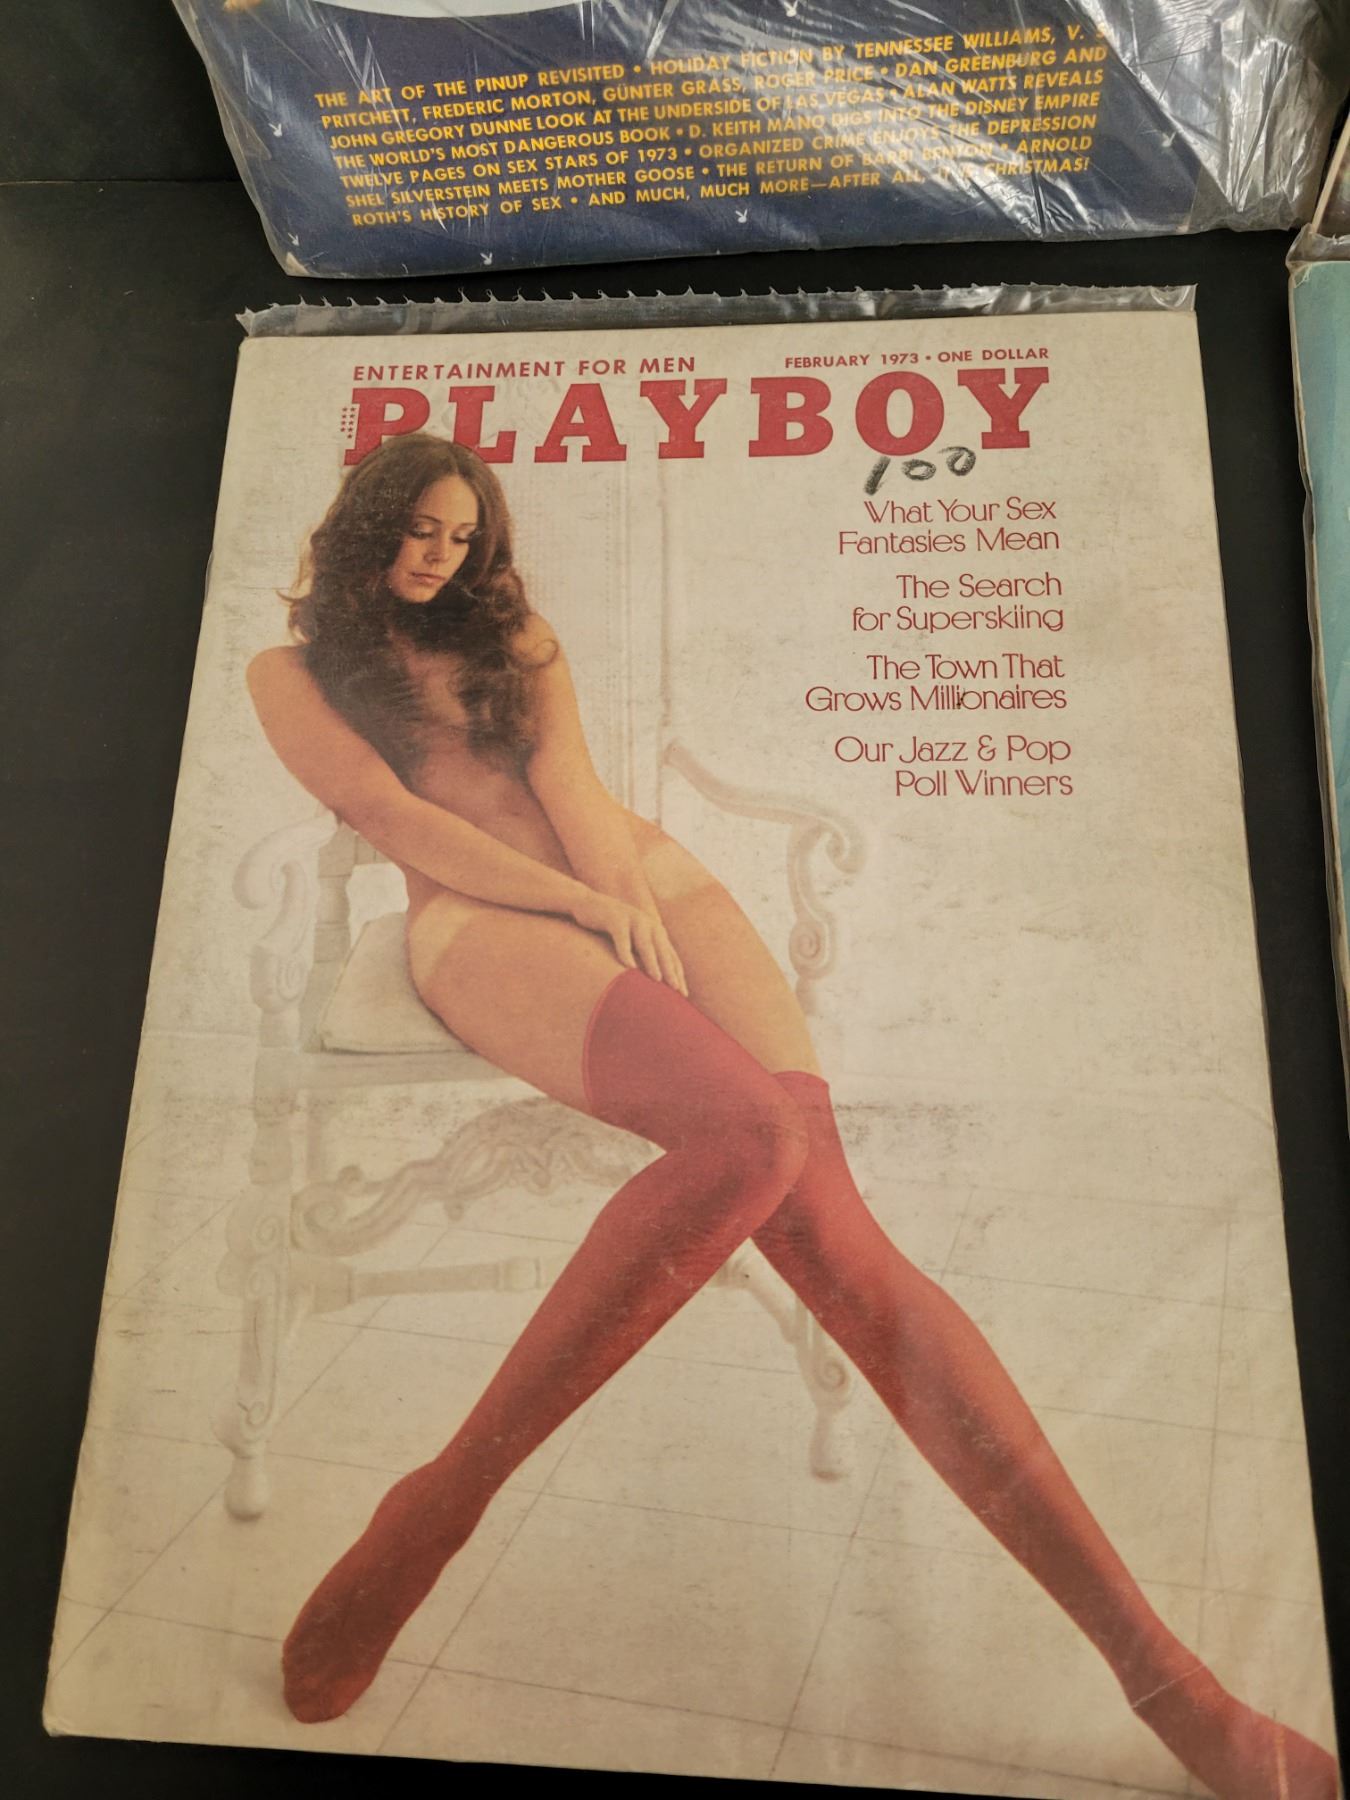 THE ART OF THE PINUP REVISITED • HOLIDAY FICTION BY TENNESSEE WILLIAMS, V. S.
PRITCHETT, FREDERIC MORTON, GÜNTER GRASS, ROGER PRICE • DAN GREENBURG AND
JOHN GREGORY DUNNE LOOK AT THE UNDERSIDE OF LAS VEGAS • ALAN WATTS REVEALS
THE WORLD'S MOST DANGEROUS BOOK • D. KEITH MANO DIGS INTO THE DISNEY EMPIRE
TWELVE PAGES ON SEX STARS OF 1973 • ORGANIZED CRIME ENJOYS THE DEPRESSION
SHEL SILVERSTEIN MEETS MOTHER GOOSE • THE RETURN OF BARBI BENTON • ARNOLD
ROTH'S HISTORY OF SEX • AND MUCH, MUCH MORE—AFTER ALL, IT IS CHRISTMAS!
ENTERTAINMENT FOR MEN FEBRUARY 1973 • ONE DOLLAR
PLAYBOY
100
What Your Sex
Fantasies Mean
The Search
for Superskiing
The Town That
Grows Millionaires
Our Jazz & Pop
Poll Winners